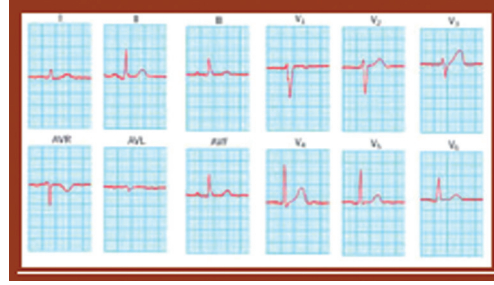 I II III V₁ V₂ V₃
AVR AVL AVF V₄ V₅ V₆